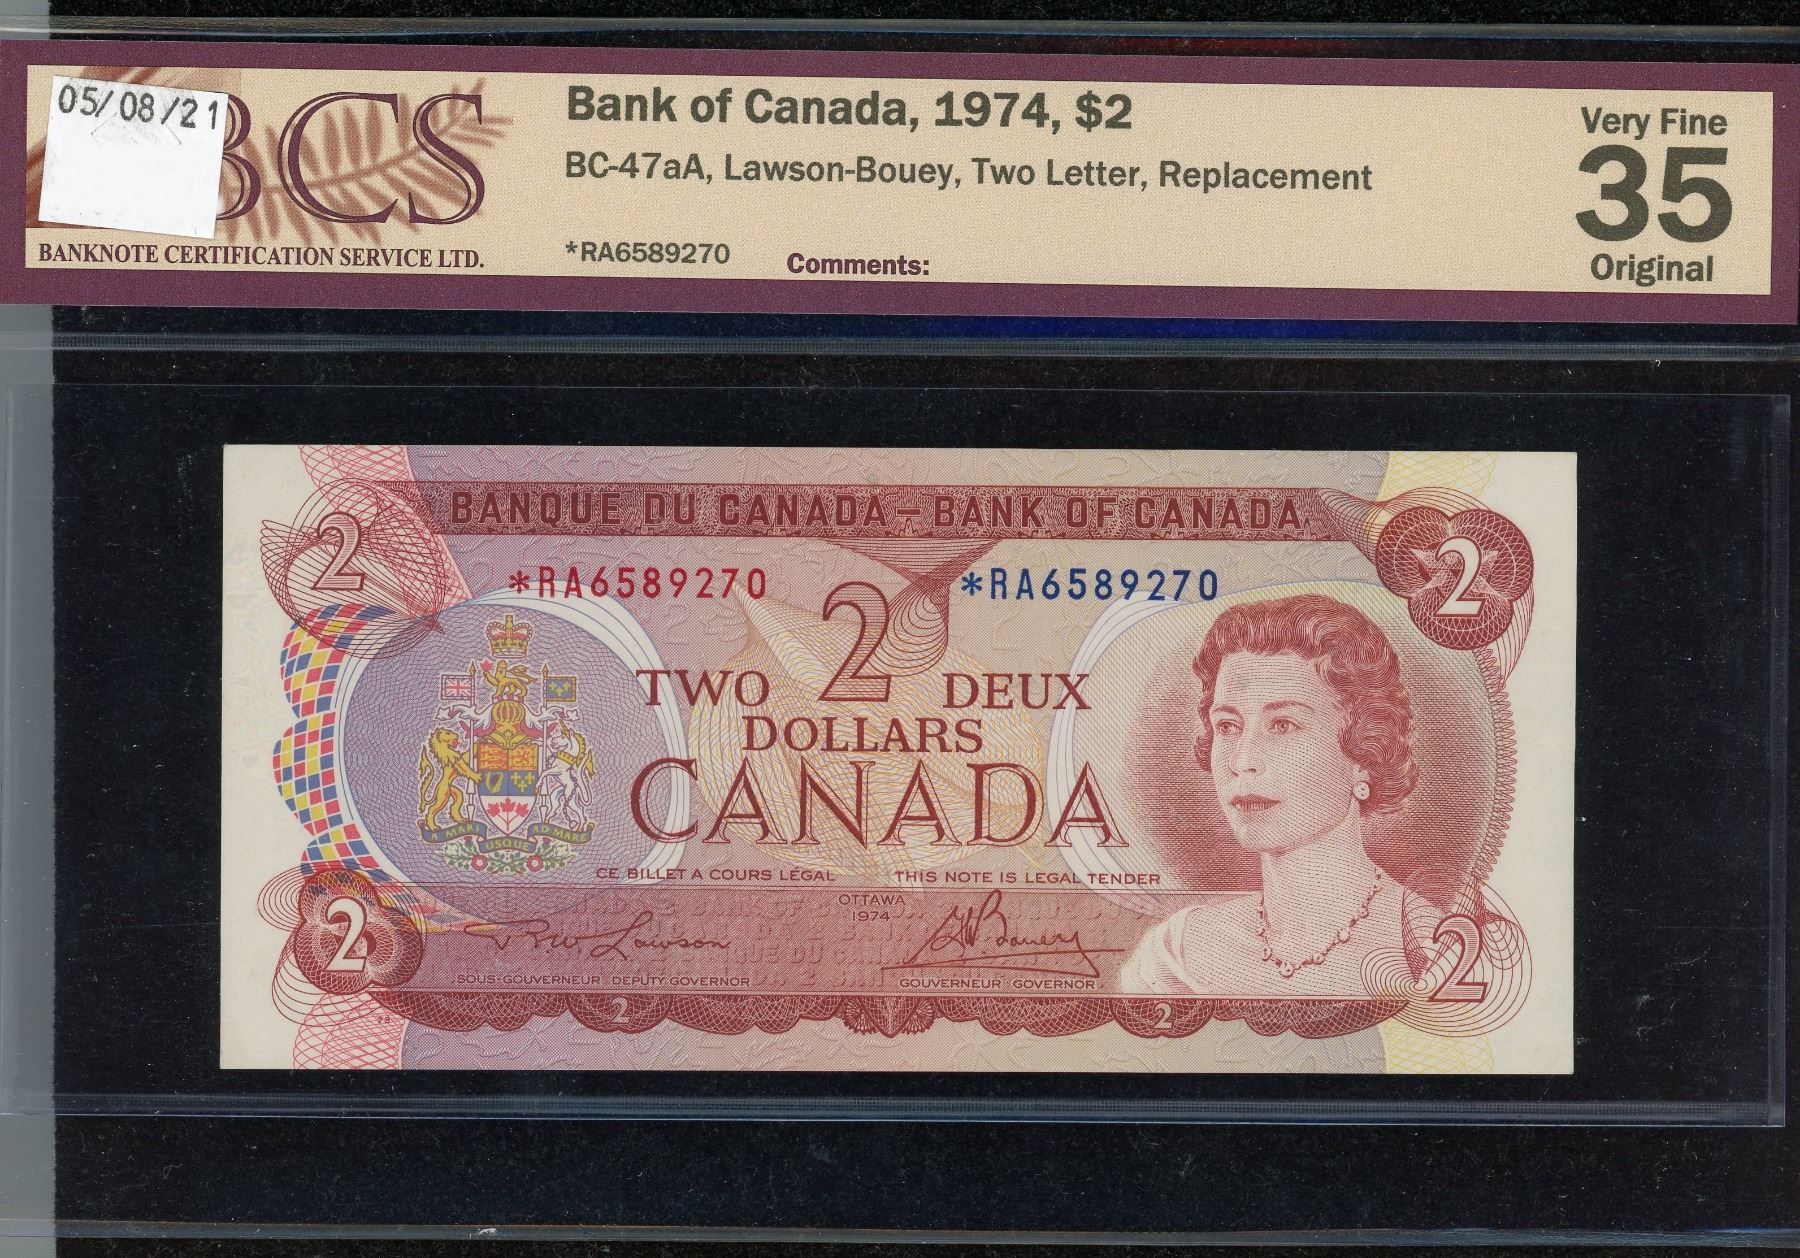 05/08/21
BCS
BANKNOTE CERTIFICATION SERVICE LTD.
Bank of Canada, 1974, $2
BC-47aA, Lawson-Bouey, Two Letter, Replacement
*RA6589270
Comments:
Very Fine
35
Original
BANQUE DU CANADA – BANK OF CANADA
2
2
*RA6589270
*RA6589270
2
TWO
DEUX
DOLLARS
CANADA
A MARI USQUE AD MARE
CE BILLET A COURS LÉGAL
THIS NOTE IS LEGAL TENDER
OTTAWA
1974
Lawson
G.K. Bouey
SOUS-GOUVERNEUR DEPUTY GOVERNOR
GOUVERNEUR GOVERNOR
2
2
2
2